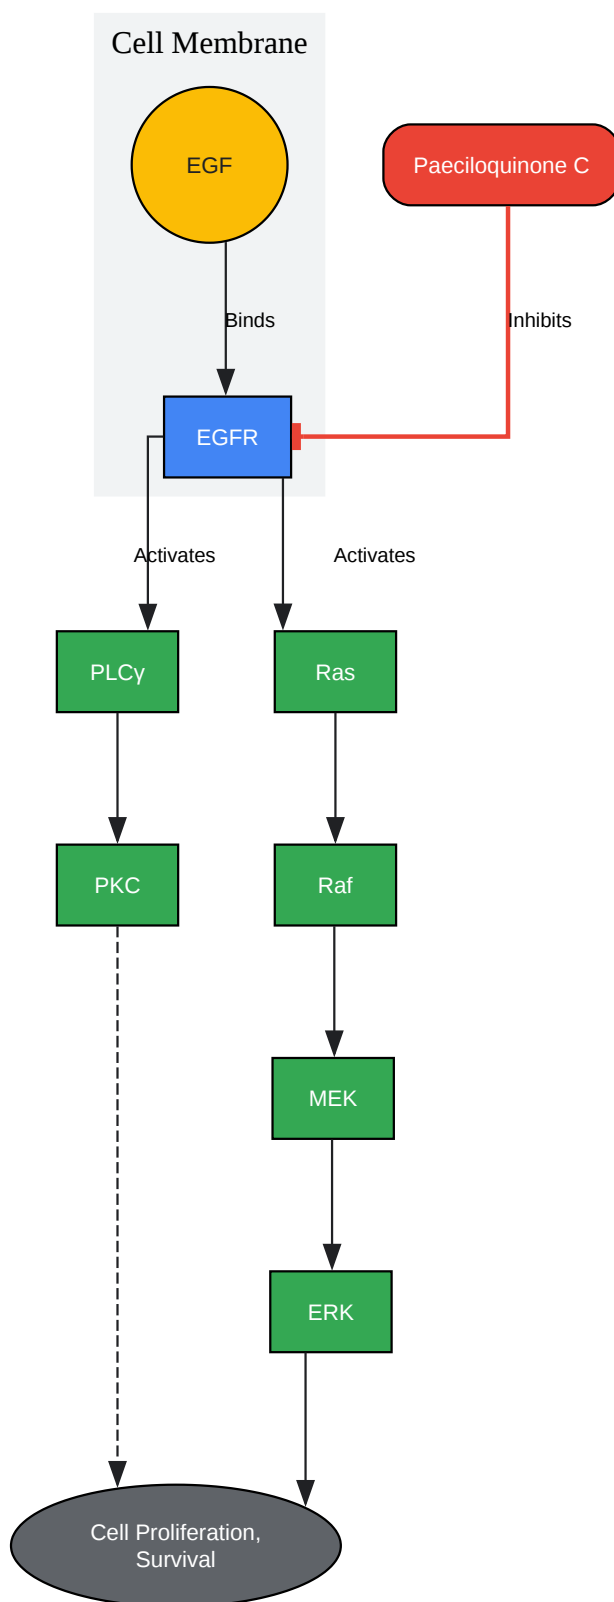 Cell Membrane
EGF
Paeciloquinone C
Binds
Inhibits
EGFR
Activates
Activates
PLCγ
Ras
PKC
Raf
MEK
ERK
Cell Proliferation,
Survival